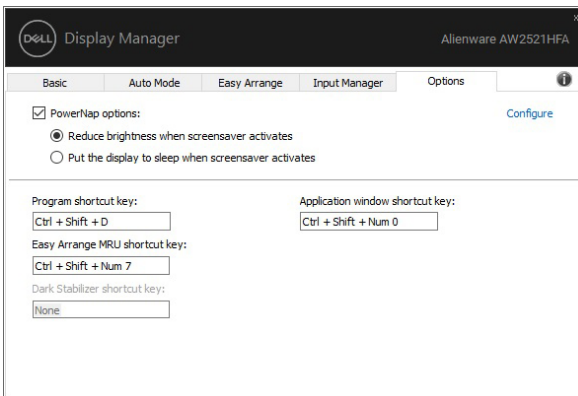 DELL Display Manager
Alienware AW2521HFA
Basic Auto Mode Easy Arrange Input Manager Options
PowerNap options:
Configure
Reduce brightness when screensaver activates
Put the display to sleep when screensaver activates
Program shortcut key:
Application window shortcut key:
Ctrl + Shift + D
Ctrl + Shift + Num 0
Easy Arrange MRU shortcut key:
Ctrl + Shift + Num 7
Dark Stabilizer shortcut key:
None